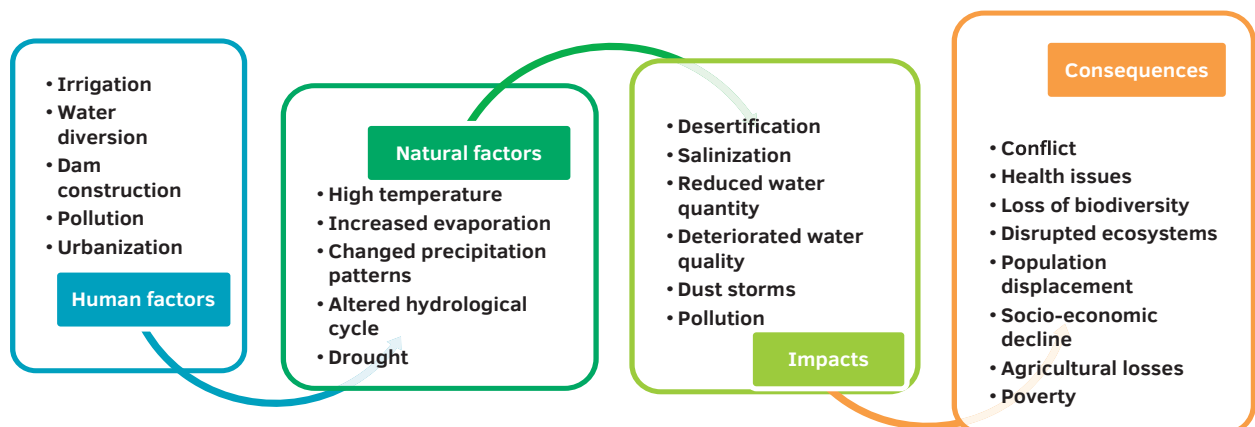 • Irrigation
• Water
diversion
• Dam
construction
• Pollution
• Urbanization
Human factors
Natural factors
• High temperature
• Increased evaporation
• Changed precipitation
patterns
• Altered hydrological
cycle
• Drought
• Desertification
• Salinization
• Reduced water
quantity
• Deteriorated water
quality
• Dust storms
• Pollution
Impacts
Consequences
• Conflict
• Health issues
• Loss of biodiversity
• Disrupted ecosystems
• Population
displacement
• Socio-economic
decline
• Agricultural losses
• Poverty